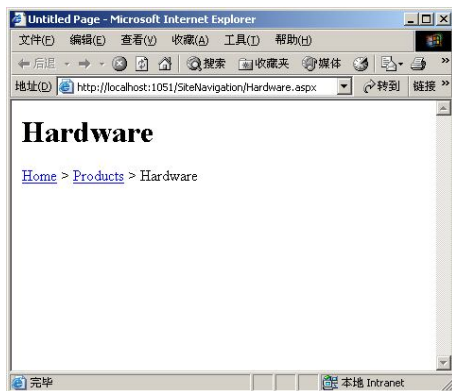 Untitled Page - Microsoft Internet Explorer
文件(F) 编辑(E) 查看(V) 收藏(A) 工具(T) 帮助(H)
后退 搜索 收藏夹 媒体 »
地址(D) http://localhost:1051/SiteNavigation/Hardware.aspx 转到 链接 »
Hardware
Home > Products > Hardware
完毕 本地 Intranet